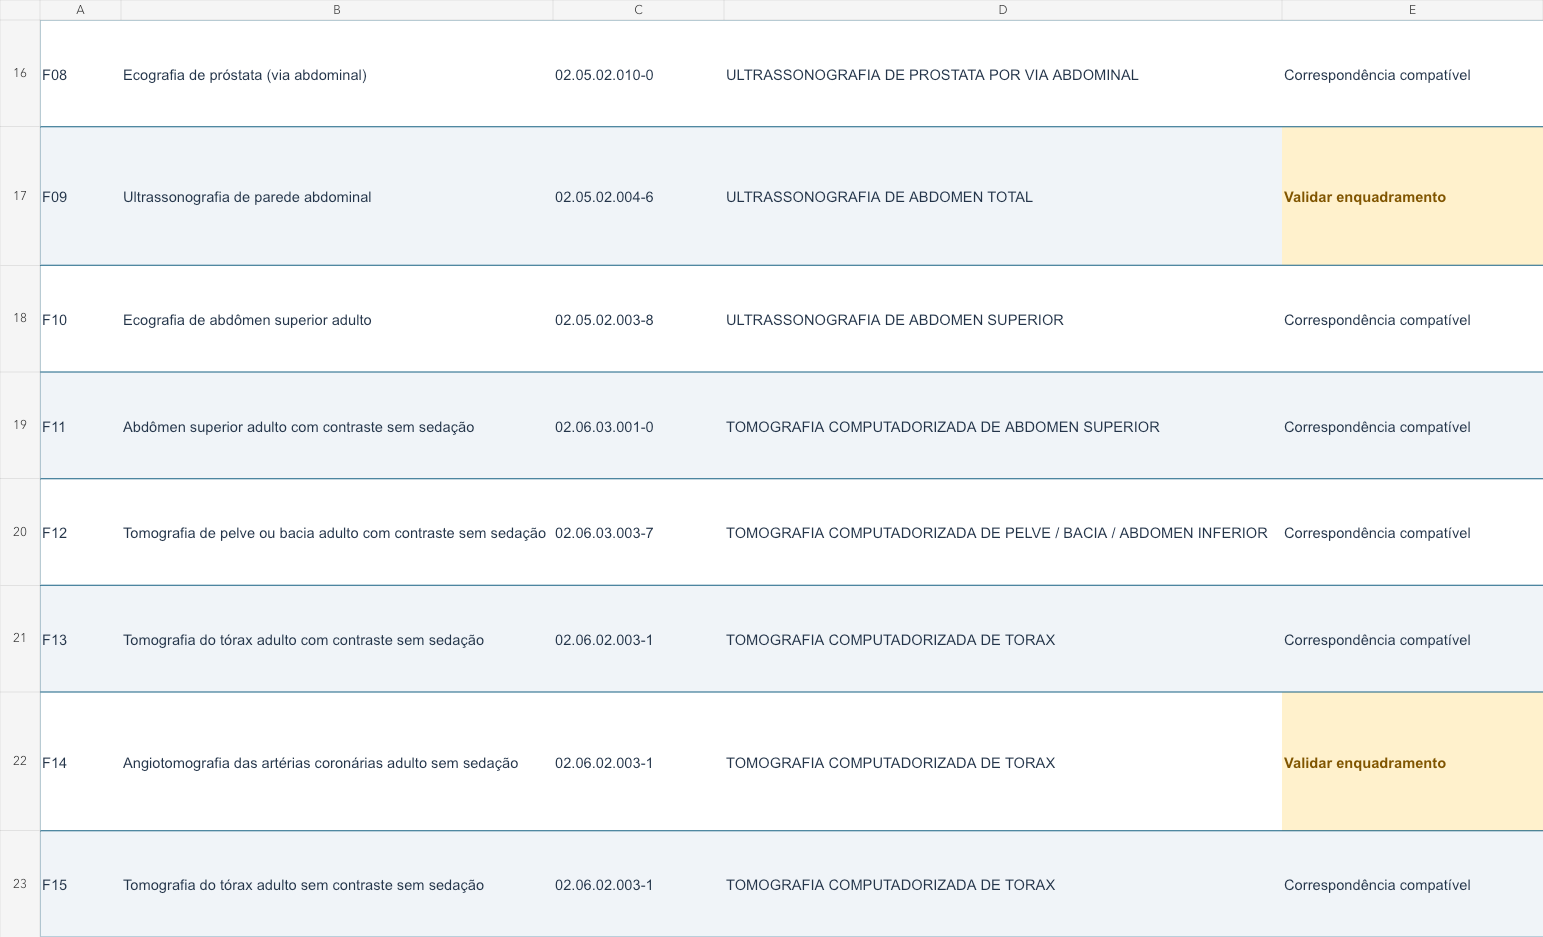 A B C D E
16 F08 Ecografia de próstata (via abdominal) 02.05.02.010-0 ULTRASSONOGRAFIA DE PROSTATA POR VIA ABDOMINAL Correspondência compatível
17 F09 Ultrassonografia de parede abdominal 02.05.02.004-6 ULTRASSONOGRAFIA DE ABDOMEN TOTAL Validar enquadramento
18 F10 Ecografia de abdômen superior adulto 02.05.02.003-8 ULTRASSONOGRAFIA DE ABDOMEN SUPERIOR Correspondência compatível
19 F11 Abdômen superior adulto com contraste sem sedação 02.06.03.001-0 TOMOGRAFIA COMPUTADORIZADA DE ABDOMEN SUPERIOR Correspondência compatível
20 F12 Tomografia de pelve ou bacia adulto com contraste sem sedação 02.06.03.003-7 TOMOGRAFIA COMPUTADORIZADA DE PELVE / BACIA / ABDOMEN INFERIOR Correspondência compatível
21 F13 Tomografia do tórax adulto com contraste sem sedação 02.06.02.003-1 TOMOGRAFIA COMPUTADORIZADA DE TORAX Correspondência compatível
22 F14 Angiotomografia das artérias coronárias adulto sem sedação 02.06.02.003-1 TOMOGRAFIA COMPUTADORIZADA DE TORAX Validar enquadramento
23 F15 Tomografia do tórax adulto sem contraste sem sedação 02.06.02.003-1 TOMOGRAFIA COMPUTADORIZADA DE TORAX Correspondência compatível